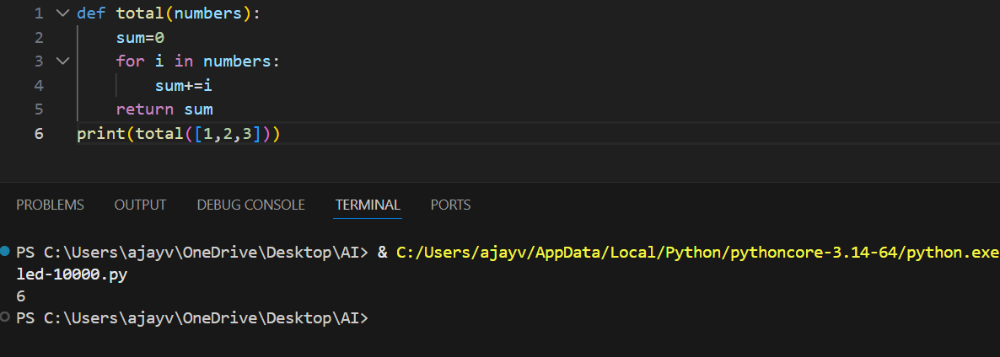 1 def total(numbers):
2     sum=0
3     for i in numbers:
4         sum+=i
5     return sum
6 print(total([1,2,3]))
PROBLEMS OUTPUT DEBUG CONSOLE TERMINAL PORTS
PS C:\Users\ajayv\OneDrive\Desktop\AI> & C:/Users/ajayv/AppData/Local/Python/pythoncore-3.14-64/python.exe
led-10000.py
6
PS C:\Users\ajayv\OneDrive\Desktop\AI>